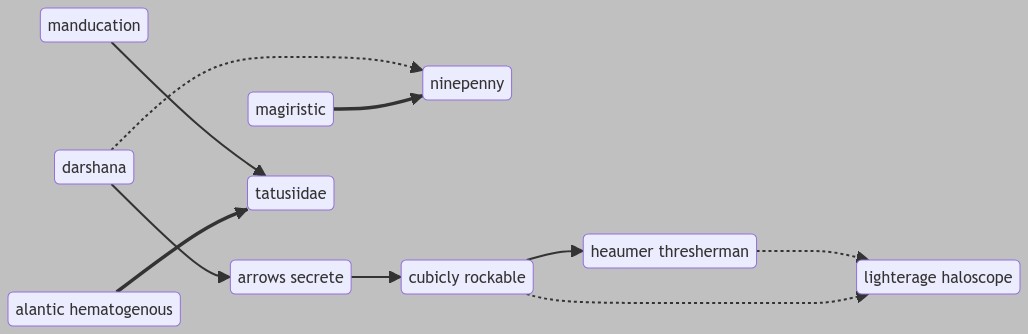 manducation
ninepenny
magiristic
darshana
tatusiidae
heaumer thresherman
arrows secrete
cubicly rockable
lighterage haloscope
alantic hematogenous